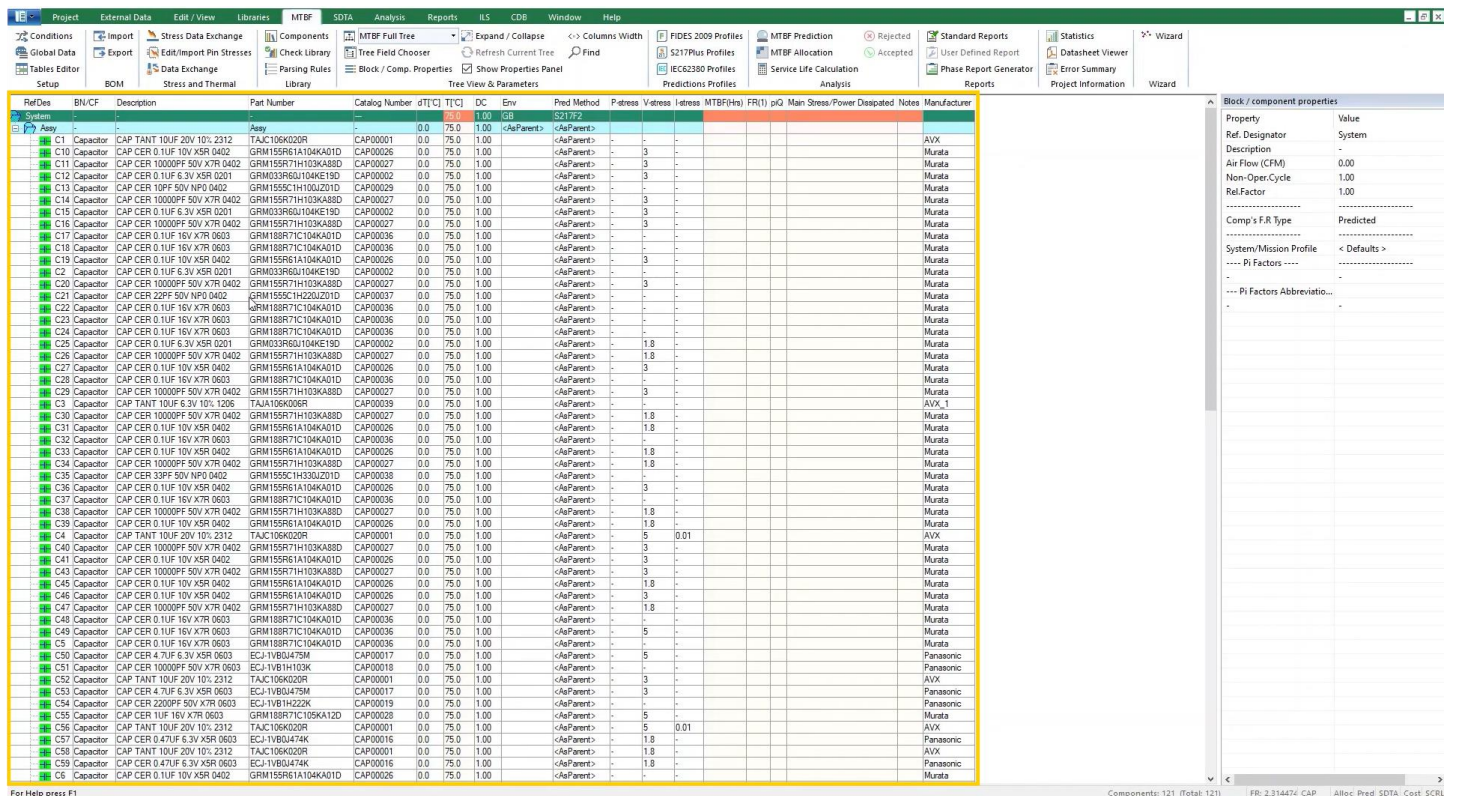 Project External Data Edit / View Libraries MTBF SDTA Analysis Reports ILS CDB Window Help
Conditions Import Stress Data Exchange Components MTBF Full Tree Expand / Collapse <-> Columns Width FIDES 2009 Profiles MTBF Prediction Rejected Standard Reports Statistics Wizard
Global Data Export Edit/Import Pin Stresses Check Library Tree Field Chooser Refresh Current Tree Find S217Plus Profiles MTBF Allocation Accepted User Defined Report Datasheet Viewer
Tables Editor Data Exchange Parsing Rules Block / Comp. Properties Show Properties Panel IEC62380 Profiles Service Life Calculation Phase Report Generator Error Summary
Setup BOM Stress and Thermal Library Tree View & Parameters Predictions Profiles Analysis Reports Project Information Wizard
RefDes BN/CF Description Part Number Catalog Number dT[°C] T[°C] DC Env Pred Method P-stress V-stress I-stress MTBF(Hrs) FR(1) piQ Main Stress/Power Dissipated Notes Manufacturer
System - - - --- 75.0 1.00 GB S217F2
Assy - - Assy - 0.0 75.0 1.00 <AsParent> <AsParent>
C1 Capacitor CAP TANT 10UF 20V 10% 2312 TAJC106K020R CAP00001 0.0 75.0 1.00 <AsParent> - - - AVX
C10 Capacitor CAP CER 0.1UF 10V X5R 0402 GRM155R61A104KA01D CAP00026 0.0 75.0 1.00 <AsParent> - 3 - Murata
C11 Capacitor CAP CER 10000PF 50V X7R 0402 GRM155R71H103KA88D CAP00027 0.0 75.0 1.00 <AsParent> - 3 - Murata
C12 Capacitor CAP CER 0.1UF 6.3V X5R 0201 GRM033R60J104KE19D CAP00002 0.0 75.0 1.00 <AsParent> - 3 - Murata
C13 Capacitor CAP CER 10PF 50V NP0 0402 GRM1555C1H100JZ01D CAP00029 0.0 75.0 1.00 <AsParent> - - - Murata
C14 Capacitor CAP CER 10000PF 50V X7R 0402 GRM155R71H103KA88D CAP00027 0.0 75.0 1.00 <AsParent> - 3 - Murata
C15 Capacitor CAP CER 0.1UF 6.3V X5R 0201 GRM033R60J104KE19D CAP00002 0.0 75.0 1.00 <AsParent> - 3 - Murata
C16 Capacitor CAP CER 10000PF 50V X7R 0402 GRM155R71H103KA88D CAP00027 0.0 75.0 1.00 <AsParent> - 3 - Murata
C17 Capacitor CAP CER 0.1UF 16V X7R 0603 GRM188R71C104KA01D CAP00036 0.0 75.0 1.00 <AsParent> - - - Murata
C18 Capacitor CAP CER 0.1UF 16V X7R 0603 GRM188R71C104KA01D CAP00036 0.0 75.0 1.00 <AsParent> - - - Murata
C19 Capacitor CAP CER 0.1UF 10V X5R 0402 GRM155R61A104KA01D CAP00026 0.0 75.0 1.00 <AsParent> - 3 - Murata
C2 Capacitor CAP CER 0.1UF 6.3V X5R 0201 GRM033R60J104KE19D CAP00002 0.0 75.0 1.00 <AsParent> - - - Murata
C20 Capacitor CAP CER 10000PF 50V X7R 0402 GRM155R71H103KA88D CAP00027 0.0 75.0 1.00 <AsParent> - 3 - Murata
C21 Capacitor CAP CER 22PF 50V NP0 0402 GRM1555C1H220JZ01D CAP00037 0.0 75.0 1.00 <AsParent> - - - Murata
C22 Capacitor CAP CER 0.1UF 16V X7R 0603 GRM188R71C104KA01D CAP00036 0.0 75.0 1.00 <AsParent> - - - Murata
C23 Capacitor CAP CER 0.1UF 16V X7R 0603 GRM188R71C104KA01D CAP00036 0.0 75.0 1.00 <AsParent> - - - Murata
C24 Capacitor CAP CER 0.1UF 16V X7R 0603 GRM188R71C104KA01D CAP00036 0.0 75.0 1.00 <AsParent> - - - Murata
C25 Capacitor CAP CER 0.1UF 6.3V X5R 0201 GRM033R60J104KE19D CAP00002 0.0 75.0 1.00 <AsParent> - 1.8 - Murata
C26 Capacitor CAP CER 10000PF 50V X7R 0402 GRM155R71H103KA88D CAP00027 0.0 75.0 1.00 <AsParent> - 1.8 - Murata
C27 Capacitor CAP CER 0.1UF 10V X5R 0402 GRM155R61A104KA01D CAP00026 0.0 75.0 1.00 <AsParent> - 3 - Murata
C28 Capacitor CAP CER 0.1UF 16V X7R 0603 GRM188R71C104KA01D CAP00036 0.0 75.0 1.00 <AsParent> - - - Murata
C29 Capacitor CAP CER 10000PF 50V X7R 0402 GRM155R71H103KA88D CAP00027 0.0 75.0 1.00 <AsParent> - 3 - Murata
C3 Capacitor CAP TANT 10UF 6.3V 10% 1206 TAJA106K006R CAP00039 0.0 75.0 1.00 <AsParent> - - - AVX_1
C30 Capacitor CAP CER 10000PF 50V X7R 0402 GRM155R71H103KA88D CAP00027 0.0 75.0 1.00 <AsParent> - 1.8 - Murata
C31 Capacitor CAP CER 0.1UF 10V X5R 0402 GRM155R61A104KA01D CAP00026 0.0 75.0 1.00 <AsParent> - 1.8 - Murata
C32 Capacitor CAP CER 0.1UF 16V X7R 0603 GRM188R71C104KA01D CAP00036 0.0 75.0 1.00 <AsParent> - - - Murata
C33 Capacitor CAP CER 0.1UF 10V X5R 0402 GRM155R61A104KA01D CAP00026 0.0 75.0 1.00 <AsParent> - 1.8 - Murata
C34 Capacitor CAP CER 10000PF 50V X7R 0402 GRM155R71H103KA88D CAP00027 0.0 75.0 1.00 <AsParent> - 1.8 - Murata
C35 Capacitor CAP CER 33PF 50V NP0 0402 GRM1555C1H330JZ01D CAP00038 0.0 75.0 1.00 <AsParent> - - - Murata
C36 Capacitor CAP CER 0.1UF 10V X5R 0402 GRM155R61A104KA01D CAP00026 0.0 75.0 1.00 <AsParent> - 3 - Murata
C37 Capacitor CAP CER 0.1UF 16V X7R 0603 GRM188R71C104KA01D CAP00036 0.0 75.0 1.00 <AsParent> - - - Murata
C38 Capacitor CAP CER 10000PF 50V X7R 0402 GRM155R71H103KA88D CAP00027 0.0 75.0 1.00 <AsParent> - 1.8 - Murata
C39 Capacitor CAP CER 0.1UF 10V X5R 0402 GRM155R61A104KA01D CAP00026 0.0 75.0 1.00 <AsParent> - 1.8 - Murata
C4 Capacitor CAP TANT 10UF 20V 10% 2312 TAJC106K020R CAP00001 0.0 75.0 1.00 <AsParent> - 5 0.01 AVX
C40 Capacitor CAP CER 10000PF 50V X7R 0402 GRM155R71H103KA88D CAP00027 0.0 75.0 1.00 <AsParent> - 3 - Murata
C41 Capacitor CAP CER 0.1UF 10V X5R 0402 GRM155R61A104KA01D CAP00026 0.0 75.0 1.00 <AsParent> - 3 - Murata
C43 Capacitor CAP CER 10000PF 50V X7R 0402 GRM155R71H103KA88D CAP00027 0.0 75.0 1.00 <AsParent> - 3 - Murata
C45 Capacitor CAP CER 0.1UF 10V X5R 0402 GRM155R61A104KA01D CAP00026 0.0 75.0 1.00 <AsParent> - 1.8 - Murata
C46 Capacitor CAP CER 0.1UF 10V X5R 0402 GRM155R61A104KA01D CAP00026 0.0 75.0 1.00 <AsParent> - 3 - Murata
C47 Capacitor CAP CER 10000PF 50V X7R 0402 GRM155R71H103KA88D CAP00027 0.0 75.0 1.00 <AsParent> - 1.8 - Murata
C48 Capacitor CAP CER 0.1UF 16V X7R 0603 GRM188R71C104KA01D CAP00036 0.0 75.0 1.00 <AsParent> - - - Murata
C49 Capacitor CAP CER 0.1UF 16V X7R 0603 GRM188R71C104KA01D CAP00036 0.0 75.0 1.00 <AsParent> - 5 - Murata
C5 Capacitor CAP CER 0.1UF 16V X7R 0603 GRM188R71C104KA01D CAP00036 0.0 75.0 1.00 <AsParent> - - - Murata
C50 Capacitor CAP CER 4.7UF 6.3V X5R 0603 ECJ-1VB0J475M CAP00017 0.0 75.0 1.00 <AsParent> - 5 - Panasonic
C51 Capacitor CAP CER 10000PF 50V X7R 0603 ECJ-1VB1H103K CAP00018 0.0 75.0 1.00 <AsParent> - - - Panasonic
C52 Capacitor CAP TANT 10UF 20V 10% 2312 TAJC106K020R CAP00001 0.0 75.0 1.00 <AsParent> - 3 - AVX
C53 Capacitor CAP CER 4.7UF 6.3V X5R 0603 ECJ-1VB0J475M CAP00017 0.0 75.0 1.00 <AsParent> - 3 - Panasonic
C54 Capacitor CAP CER 2200PF 50V X7R 0603 ECJ-1VB1H222K CAP00019 0.0 75.0 1.00 <AsParent> - - - Panasonic
C55 Capacitor CAP CER 1UF 16V X7R 0603 GRM188R71C105KA12D CAP00028 0.0 75.0 1.00 <AsParent> - 5 - Murata
C56 Capacitor CAP TANT 10UF 20V 10% 2312 TAJC106K020R CAP00001 0.0 75.0 1.00 <AsParent> - 5 0.01 AVX
C57 Capacitor CAP CER 0.47UF 6.3V X5R 0603 ECJ-1VB0J474K CAP00016 0.0 75.0 1.00 <AsParent> - 1.8 - Panasonic
C58 Capacitor CAP TANT 10UF 20V 10% 2312 TAJC106K020R CAP00001 0.0 75.0 1.00 <AsParent> - 1.8 - AVX
C59 Capacitor CAP CER 0.47UF 6.3V X5R 0603 ECJ-1VB0J474K CAP00016 0.0 75.0 1.00 <AsParent> - 1.8 - Panasonic
C6 Capacitor CAP CER 0.1UF 10V X5R 0402 GRM155R61A104KA01D CAP00026 0.0 75.0 1.00 <AsParent> - - - Murata
Block / component properties
Property Value
Ref. Designator System
Description -
Air Flow (CFM) 0.00
Non-Oper.Cycle 1.00
Rel.Factor 1.00
-------------------- --------------------
Comp's F.R Type Predicted
-------------------- --------------------
System/Mission Profile < Defaults >
---- Pi Factors ---- --------------------
- -
--- Pi Factors Abbreviatio...
- -
For Help press F1 Components: 121 (Total: 121) FR: 2.314474 CAP Alloc Pred SDTA Cost SCRL